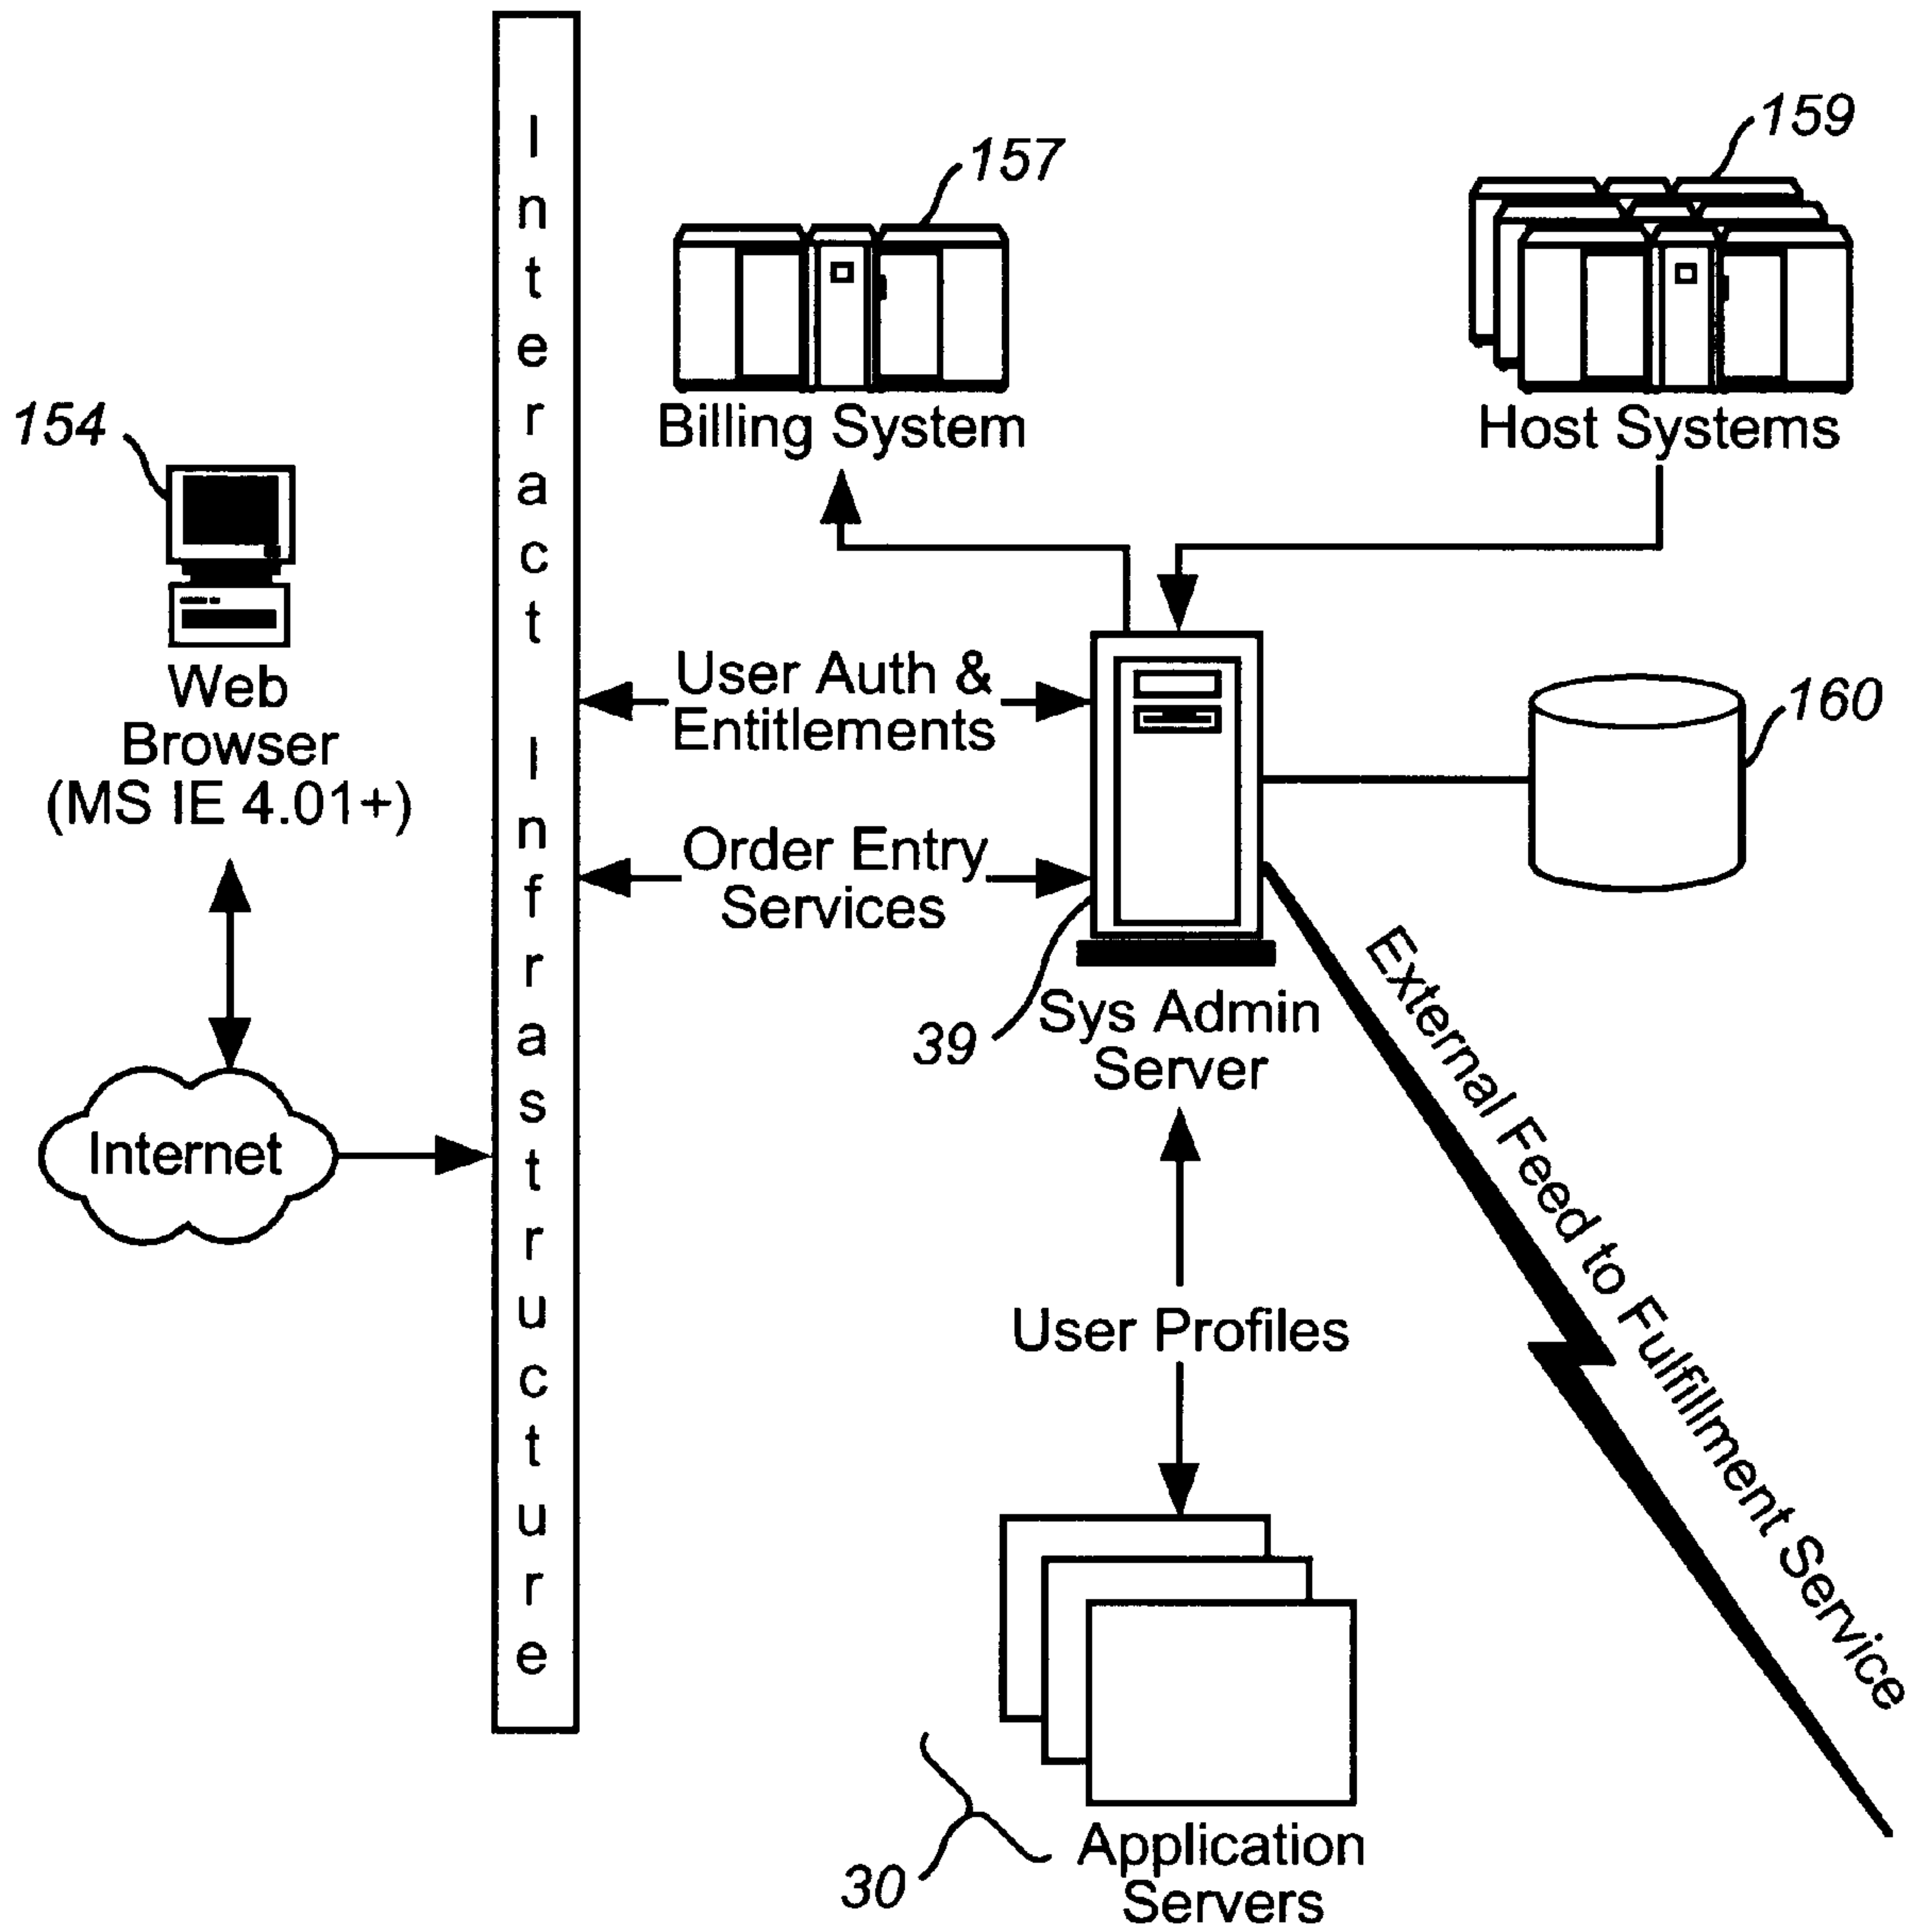 159
157
Billing System
Host Systems
154
Web
Browser
(MS IE 4.01+)
Interact Infrastructure
User Auth &
Entitlements
160
Order Entry
Services
39
Sys Admin
Server
Internet
External Feed to Fulfillment Service
User Profiles
30
Application
Servers